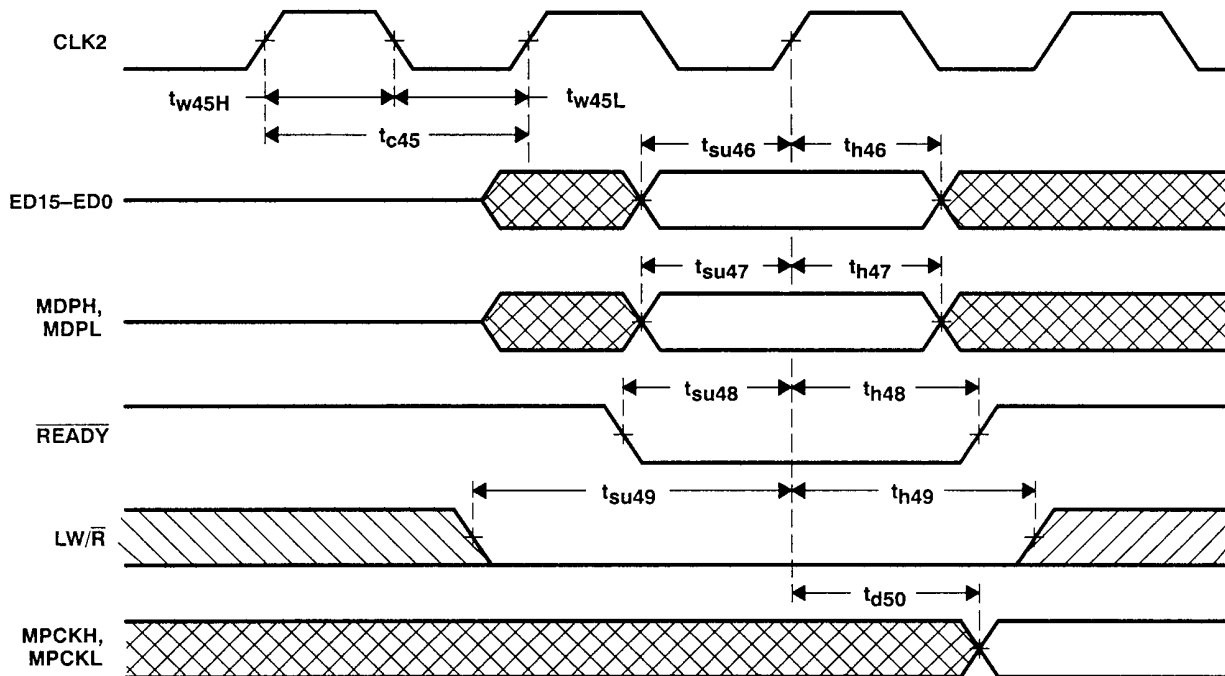 CLK2
tw45H
tw45L
tc45
tsu46
th46
ED15–ED0
tsu47
th47
MDPH,
MDPL
tsu48
th48
READY
tsu49
th49
LW/R
td50
MPCKH,
MPCKL